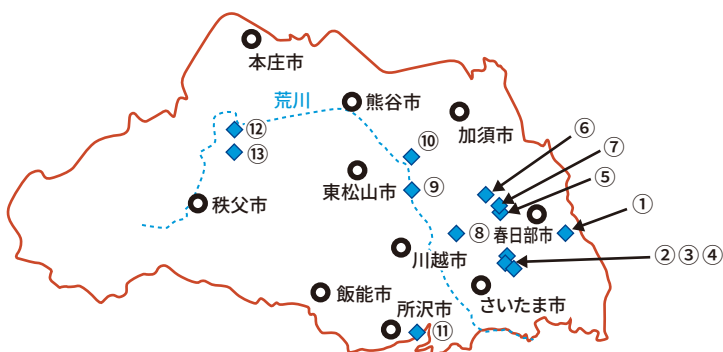 本庄市
荒川
熊谷市
加須市
⑥
⑦
⑤
①
⑫
⑬
⑩
⑨
東松山市
秩父市
春日部市
⑧
②③④
川越市
飯能市
さいたま市
所沢市
⑪